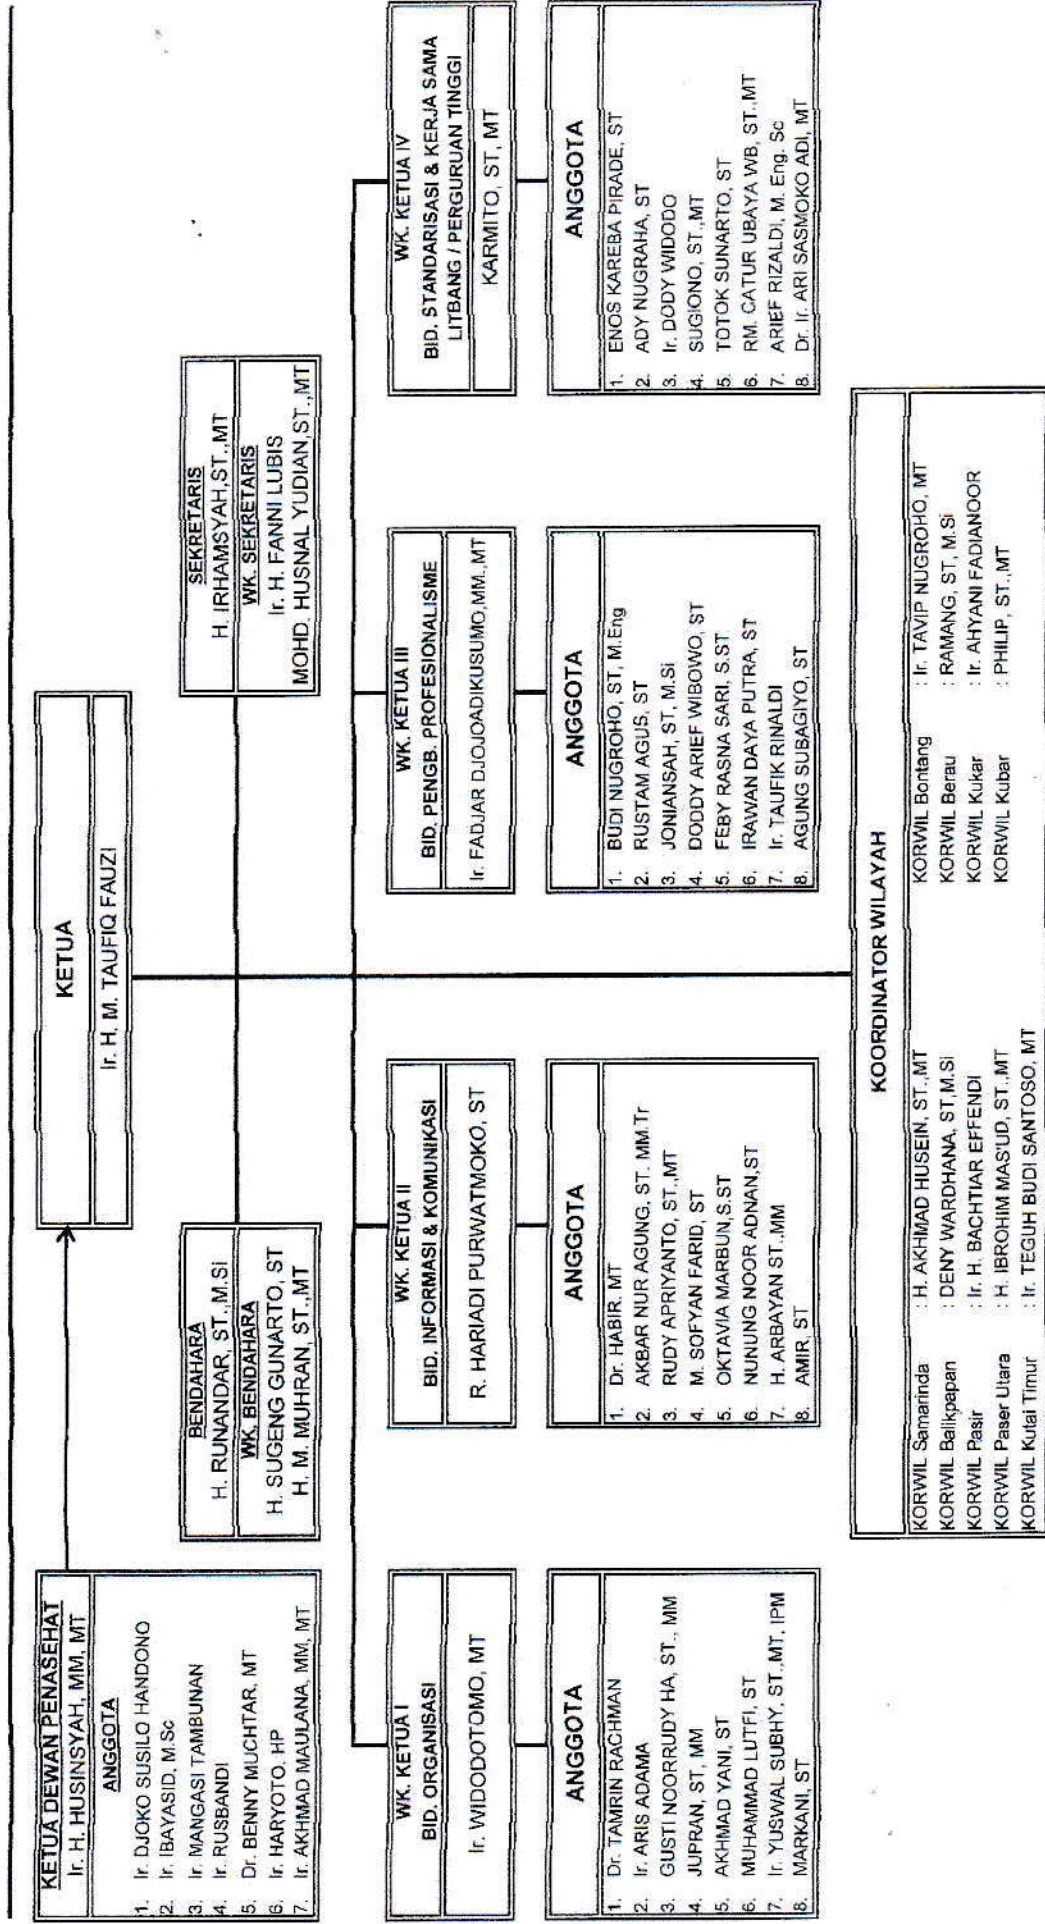 KETUA DEWAN PENASEHAT
Ir. H. HUSINSYAH, MM, MT
ANGGOTA
1. Ir. DJOKO SUSILO HANDONO
2. Ir. IBAYASID, M.Sc
3. Ir. MANGASI TAMBUNAN
4. Ir. RUSBANDI
5. Dr. BENNY MUCHTAR, MT
6. Ir. HARYOTO, HP
7. Ir. AKHMAD MAULANA, MM, MT
KETUA
Ir. H. M. TAUFIQ FAUZI
BENDAHARA
H. RUNANDAR, ST.,M.Si
WK. BENDAHARA
H. SUGENG GUNARTO, ST
H. M. MUHRAN, ST.,MT
SEKRETARIS
H. IRHAMSYAH,ST.,MT
WK. SEKRETARIS
Ir. H. FANNI LUBIS
MOHD. HUSNAL YUDIAN,ST.,MT
WK. KETUA I
BID. ORGANISASI
Ir. WIDODOTOMO, MT
ANGGOTA
1. Dr. TAMRIN RACHMAN
2. Ir. ARIS ADAMA
3. GUSTI NOORRUDY HA, ST., MM
4. JUPRAN, ST, MM
5. AKHMAD YANI, ST
6. MUHAMMAD LUTFI, ST
7. Ir. YUSWAL SUBHY, ST.,MT, IPM
8. MARKANI, ST
WK. KETUA II
BID. INFORMASI & KOMUNIKASI
R. HARIADI PURWATMOKO, ST
ANGGOTA
1. Dr. HABIR. MT
2. AKBAR NUR AGUNG, ST. MM.Tr
3. RUDY APRIYANTO, ST.,MT
4. M. SOFYAN FARID, ST
5. OKTAVIA MARBUN,S.ST
6. NUNUNG NOOR ADNAN,ST
7. H. ARBAYAN ST.,MM
8. AMIR, ST
WK. KETUA III
BID. PENGB. PROFESIONALISME
Ir. FADJAR DJOJOADIKUSUMO,MM.,MT
ANGGOTA
1. BUDI NUGROHO, ST, M.Eng
2. RUSTAM AGUS, ST
3. JONIANSAH, ST, M.Si
4. DODDY ARIEF WIBOWO, ST
5. FEBY RASNA SARI, S.ST
6. IRAWAN DAYA PUTRA, ST
7. Ir. TAUFIK RINALDI
8. AGUNG SUBAGIYO, ST
WK. KETUA IV
BID. STANDARISASI & KERJA SAMA
LITBANG / PERGURUAN TINGGI
KARMITO, ST, MT
ANGGOTA
1. ENOS KAREBA PIRADE, ST
2. ADY NUGRAHA, ST
3. Ir. DODY WIDODO
4. SUGIONO, ST.,MT
5. TOTOK SUNARTO, ST
6. RM. CATUR UBAYA WB, ST.,MT
7. ARIEF RIZALDI, M. Eng. Sc
8. Dr. Ir. ARI SASMOKO ADI, MT
KOORDINATOR WILAYAH
KORWIL Samarinda : H. AKHMAD HUSEIN, ST.,MT
KORWIL Balikpapan : DENY WARDHANA, ST,M.Si
KORWIL Pasir : Ir. H. BACHTIAR EFFENDI
KORWIL Paser Utara : H. IBROHIM MAS'UD, ST.,MT
KORWIL Kutai Timur : Ir. TEGUH BUDI SANTOSO, MT
KORWIL Bontang : Ir. TAVIP NUGROHO, MT
KORWIL Berau : RAMANG, ST, M.Si
KORWIL Kukar : Ir. AHYANI FADIANOOR
KORWIL Kubar : PHILIP, ST.,MT